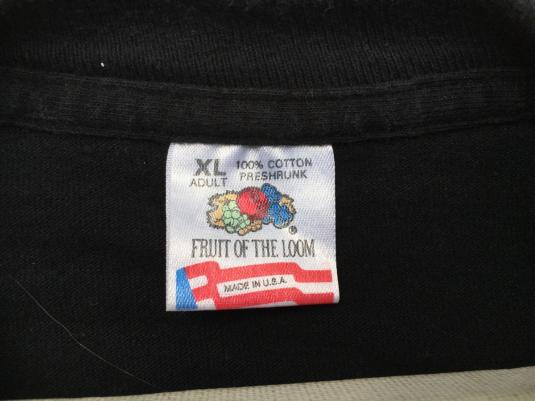 XL 100% COTTON
ADULT PRESHRUNK
®
FRUIT OF THE LOOM
MADE IN U.S.A.